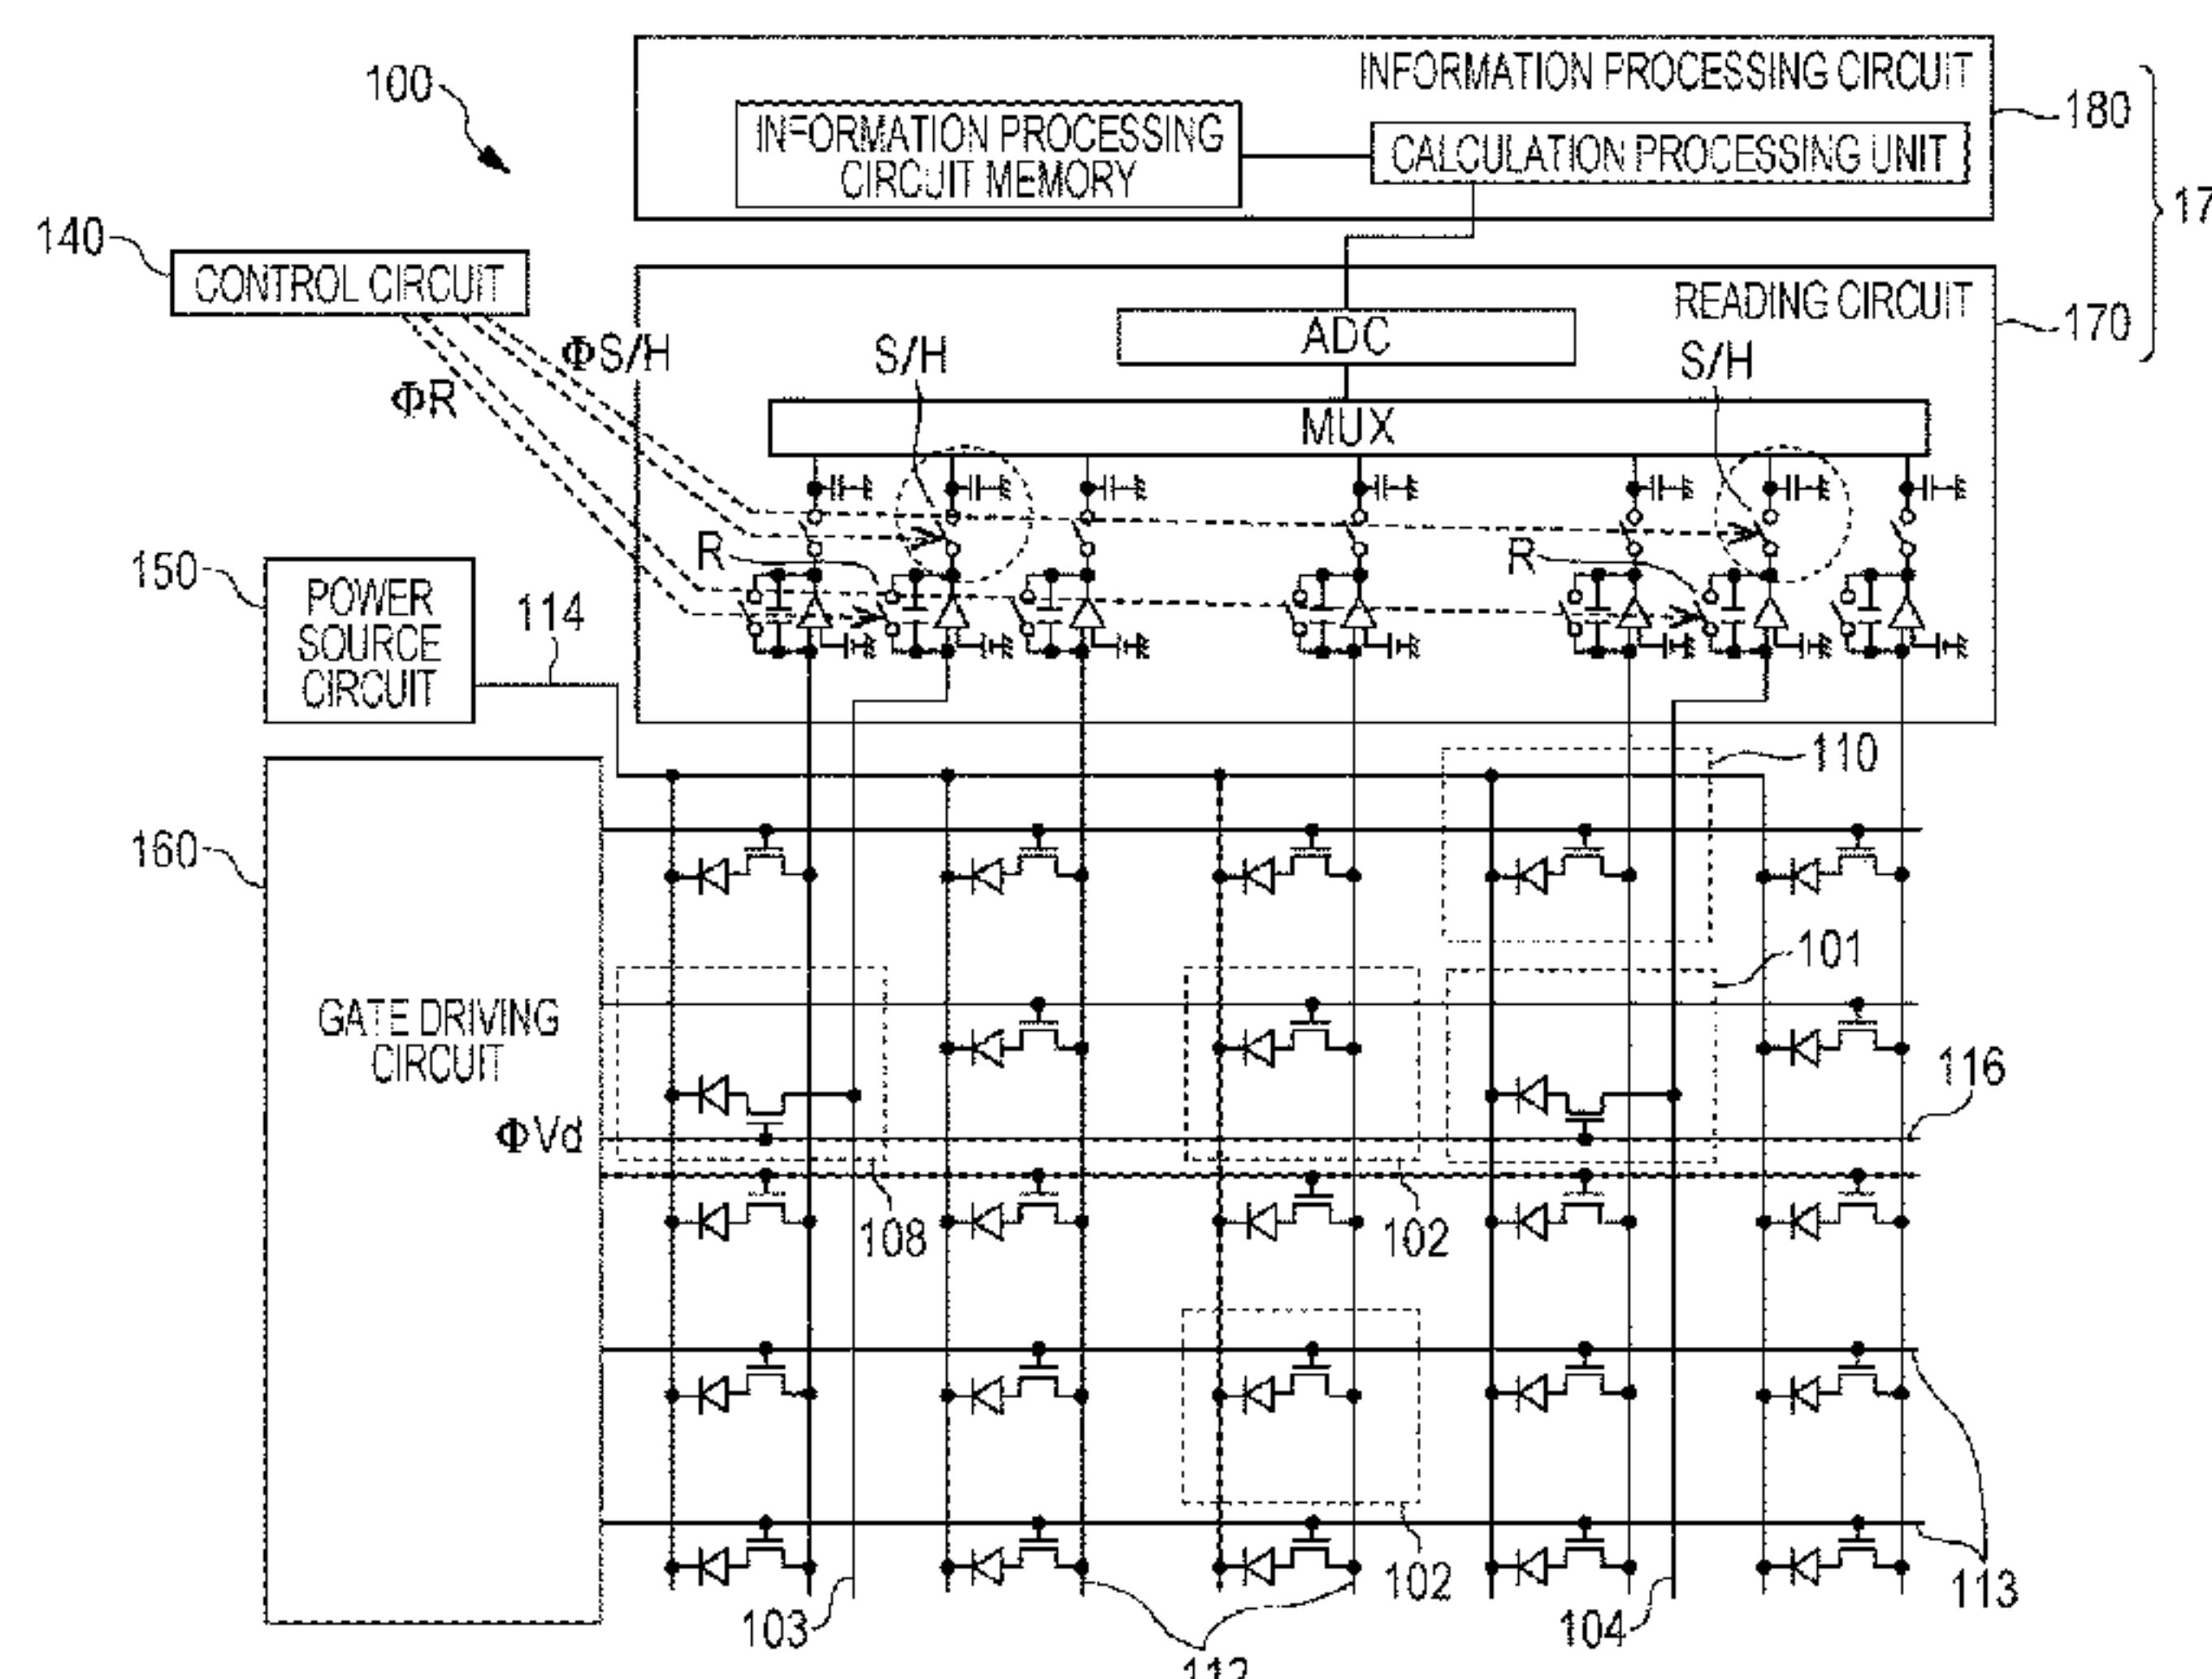 100
INFORMATION PROCESSING CIRCUIT
180
INFORMATION PROCESSING
CIRCUIT MEMORY
CALCULATION PROCESSING UNIT
17
140
CONTROL CIRCUIT
READING CIRCUIT
170
ADC
ΦS/H
S/H
S/H
ΦR
MUX
R
R
150
POWER
SOURCE
CIRCUIT
114
110
160
101
GATE DRIVING
CIRCUIT
116
ΦVd
108
102
102
113
103
104
112